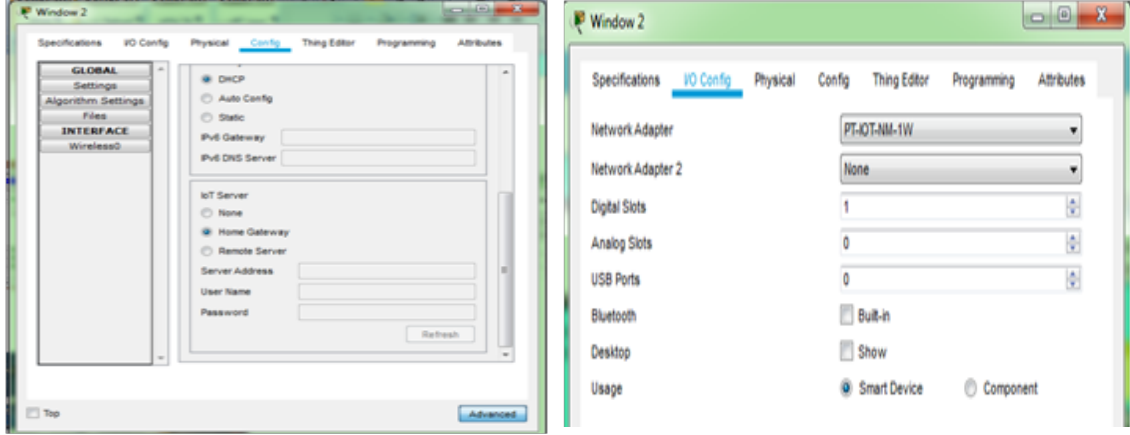 Window 2
Specifications I/O Config Physical Config Thing Editor Programming Attributes
GLOBAL
Settings
Algorithm Settings
Files
INTERFACE
Wireless0
DHCP
Auto Config
Static
IPv6 Gateway
IPv6 DNS Server
IoT Server
None
Home Gateway
Remote Server
Server Address
User Name
Password
Refresh
Top
Advanced
Window 2
Specifications I/O Config Physical Config Thing Editor Programming Attributes
Network Adapter PT-IOT-NM-1W
Network Adapter 2 None
Digital Slots 1
Analog Slots 0
USB Ports 0
Bluetooth Built-in
Desktop Show
Usage Smart Device Component